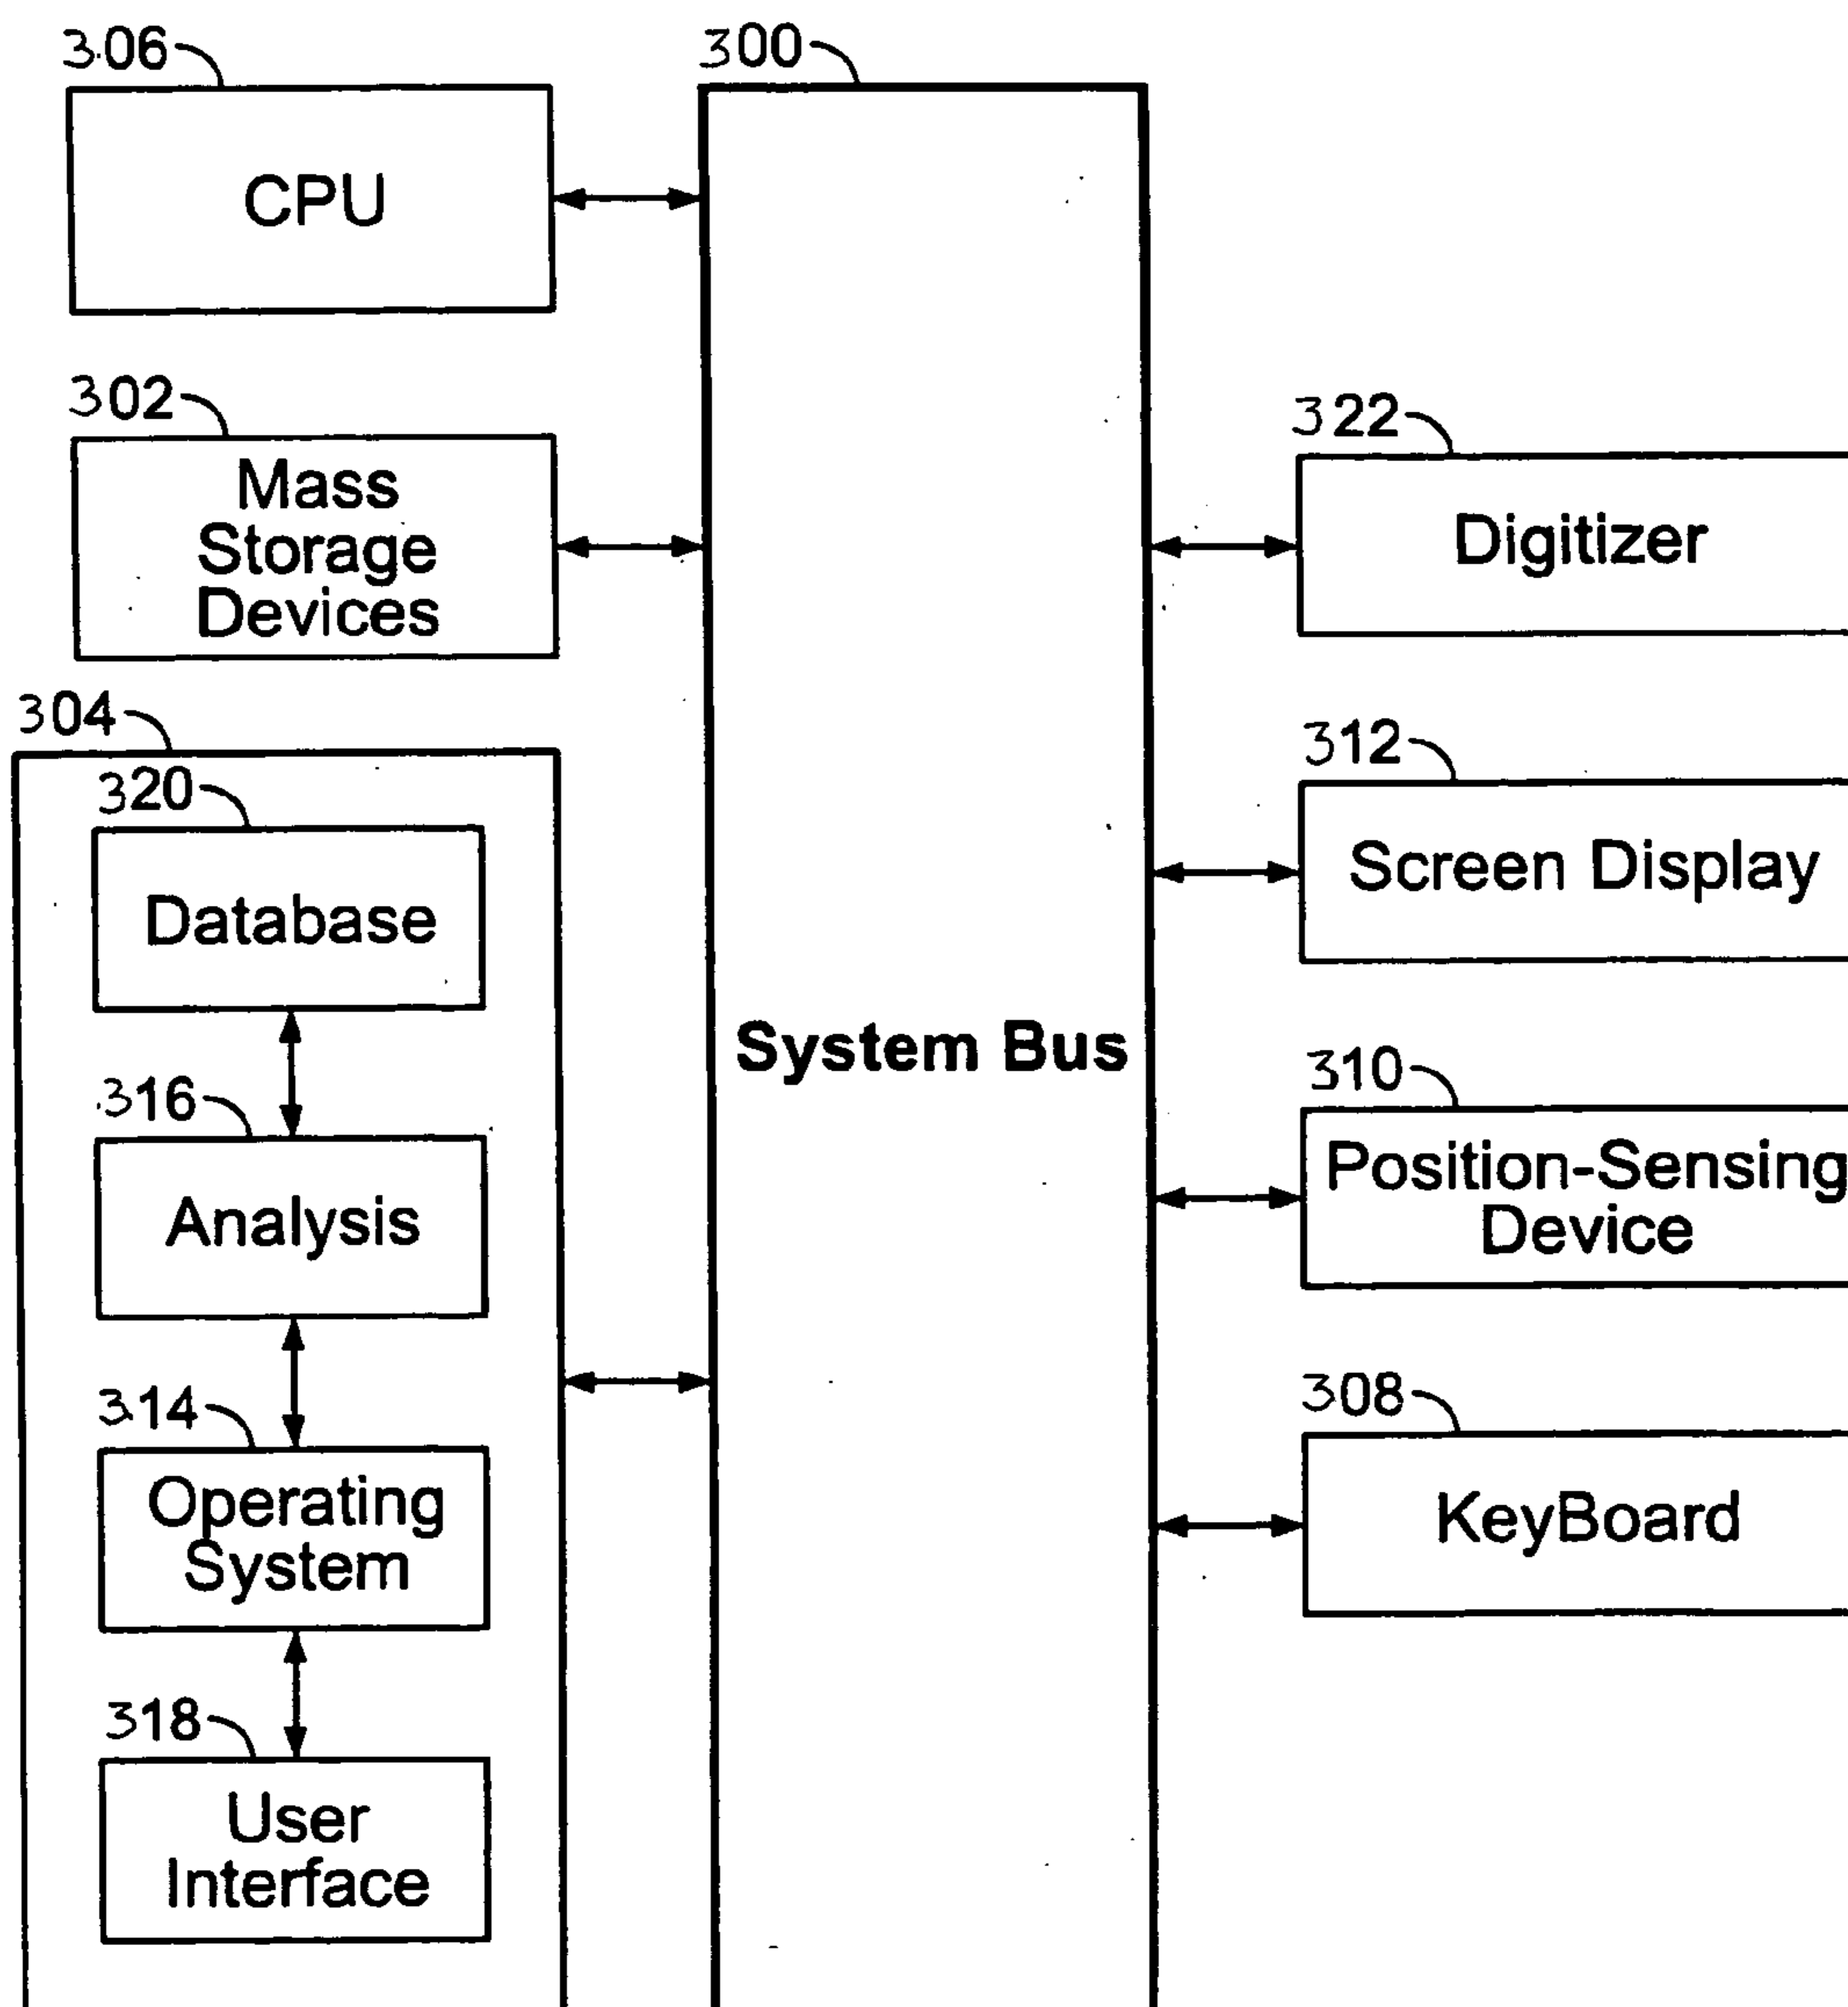 306
CPU
302
Mass
Storage
Devices
304
320
Database
316
Analysis
314
Operating
System
318
User
Interface
300
System Bus
322
Digitizer
312
Screen Display
310
Position-Sensing
Device
308
KeyBoard